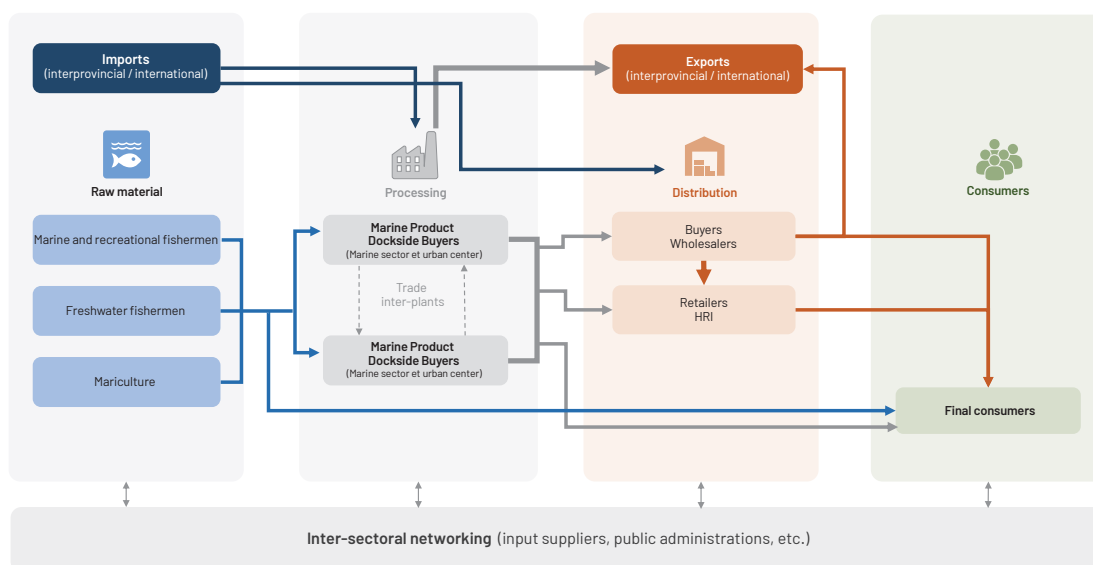 Imports
(interprovincial / international)
Raw material
Marine and recreational fishermen
Freshwater fishermen
Mariculture
Processing
Marine Product
Dockside Buyers
(Marine sector et urban center)
Trade
inter-plants
Marine Product
Dockside Buyers
(Marine sector et urban center)
Exports
(interprovincial / international)
Distribution
Buyers
Wholesalers
Retailers
HRI
Consumers
Final consumers
Inter-sectoral networking (input suppliers, public administrations, etc.)